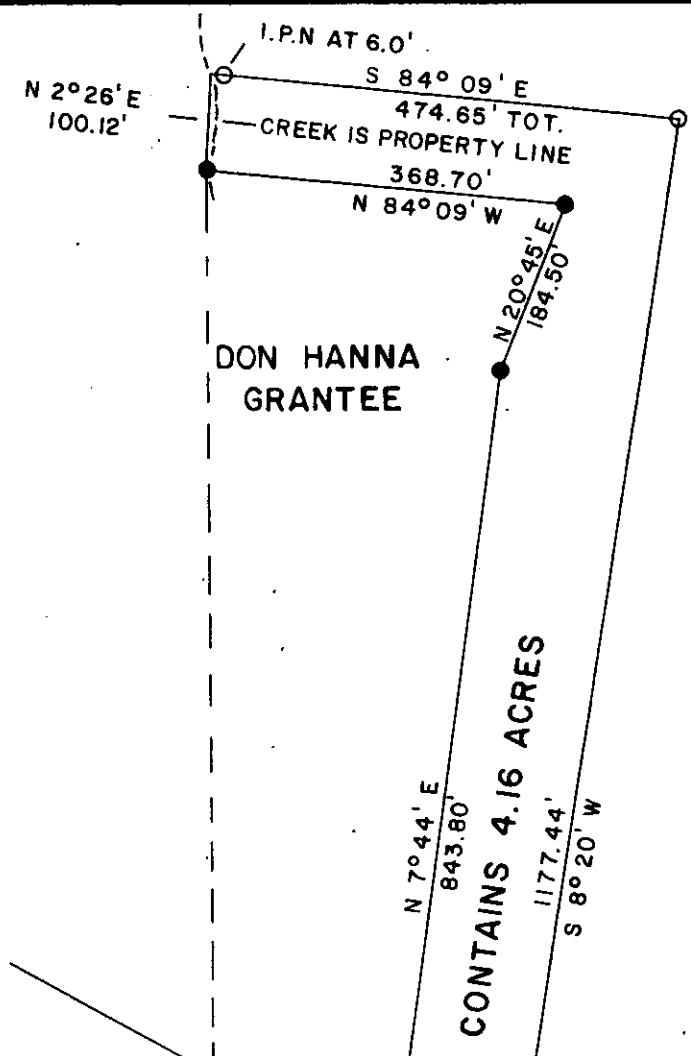 I.P.N AT 6.0'
S 84° 09' E
474.65' TOT.
N 2° 26' E
100.12'
CREEK IS PROPERTY LINE
368.70'
N 84° 09' W
N 20° 45' E
184.50'
DON HANNA
GRANTEE
N 7° 44' E
843.80'
CONTAINS 4.16 ACRES
1177.44'
S 8° 20' W